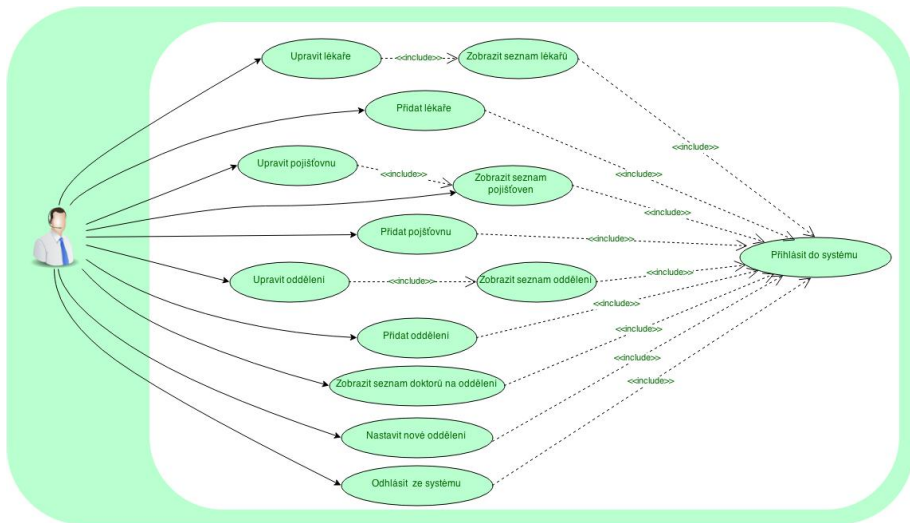 Upravit lékaře
<<include>>
Zobrazit seznam lékařů
Přidat lékaře
<<include>>
<<include>>
Upravit pojišťovnu
<<include>>
Zobrazit seznam
pojišťoven
<<include>>
Přidat pojšťovnu
<<include>>
Přihlásit do systému
Upravit oddělení
Zobrazit seznam oddělení
<<include>>
<<include>>
<<include>>
Přidat oddělení
<<include>>
Zobrazit seznam doktorů na oddělení
<<include>>
<<include>>
Nastavit nové oddělení
Odhlásit ze systému